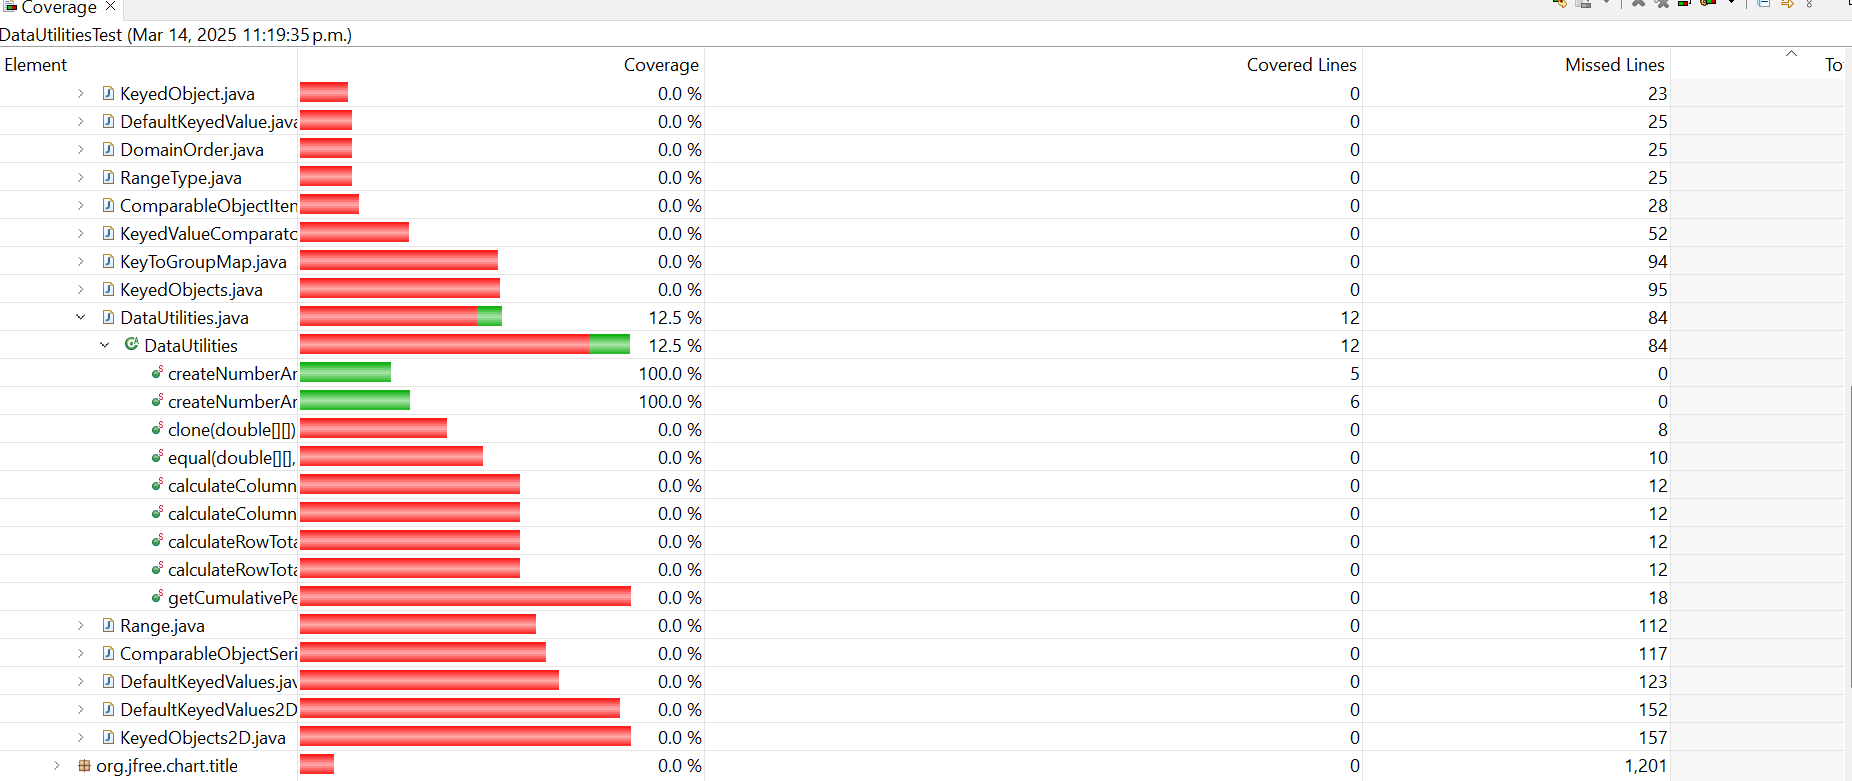 Coverage
DataUtilitiesTest (Mar 14, 2025 11:19:35 p.m.)
Element Coverage Covered Lines Missed Lines To
KeyedObject.java 0.0 % 0 23
DefaultKeyedValue.java 0.0 % 0 25
DomainOrder.java 0.0 % 0 25
RangeType.java 0.0 % 0 25
ComparableObjectIten 0.0 % 0 28
KeyedValueComparato 0.0 % 0 52
KeyToGroupMap.java 0.0 % 0 94
KeyedObjects.java 0.0 % 0 95
DataUtilities.java 12.5 % 12 84
DataUtilities 12.5 % 12 84
createNumberAr 100.0 % 5 0
createNumberAr 100.0 % 6 0
clone(double[][]) 0.0 % 0 8
equal(double[][], 0.0 % 0 10
calculateColumn 0.0 % 0 12
calculateColumn 0.0 % 0 12
calculateRowTota 0.0 % 0 12
calculateRowTota 0.0 % 0 12
getCumulativePe 0.0 % 0 18
Range.java 0.0 % 0 112
ComparableObjectSeri 0.0 % 0 117
DefaultKeyedValues.jav 0.0 % 0 123
DefaultKeyedValues2D 0.0 % 0 152
KeyedObjects2D.java 0.0 % 0 157
org.jfree.chart.title 0.0 % 0 1,201